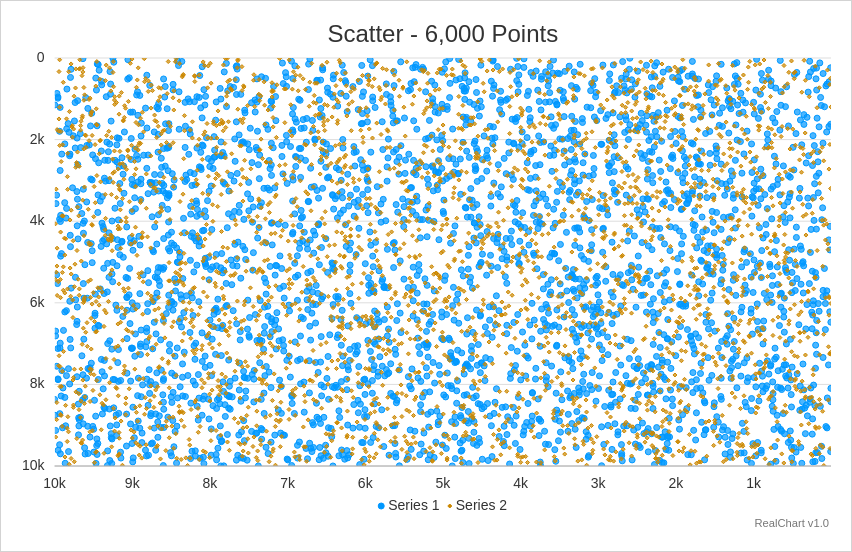 Scatter - 6,000 Points
0
2k
4k
6k
8k
10k
10k 9k 8k 7k 6k 5k 4k 3k 2k 1k
Series 1 Series 2
RealChart v1.0